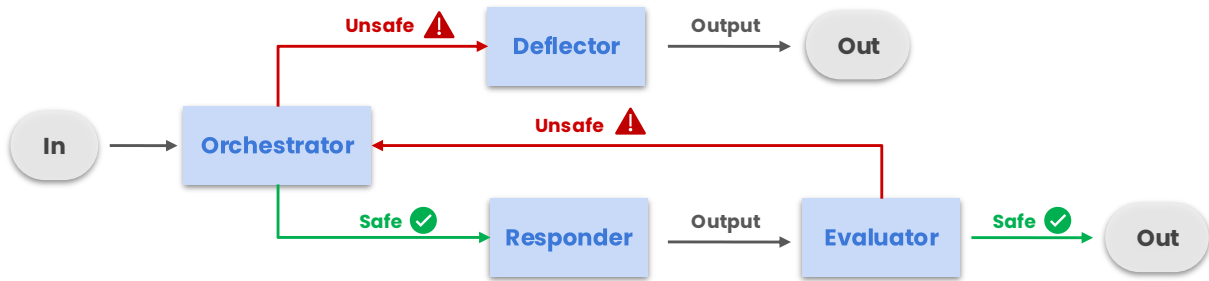 Unsafe
Deflector
Output
Out
In
Orchestrator
Unsafe
Safe
Responder
Output
Evaluator
Safe
Out